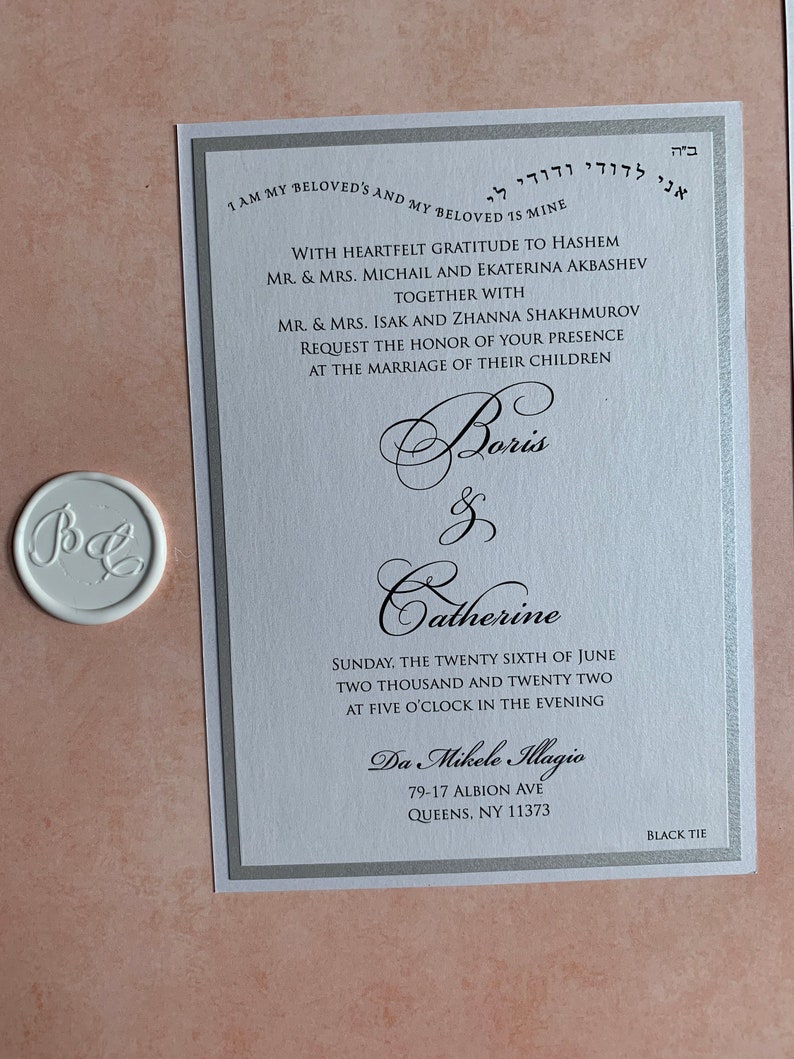 ב"ה
I am my beloved's and my beloved is mine
אני לדודי ודודי לי
With heartfelt gratitude to Hashem
Mr. & Mrs. Michail and Ekaterina Akbashev
together with
Mr. & Mrs. Isak and Zhanna Shakhmurov
Request the honor of your presence
at the marriage of their children
Boris
&
Catherine
Sunday, the twenty sixth of June
two thousand and twenty two
at five o'clock in the evening
Da Mikele Illagio
79-17 Albion Ave
Queens, NY 11373
Black tie
B & C